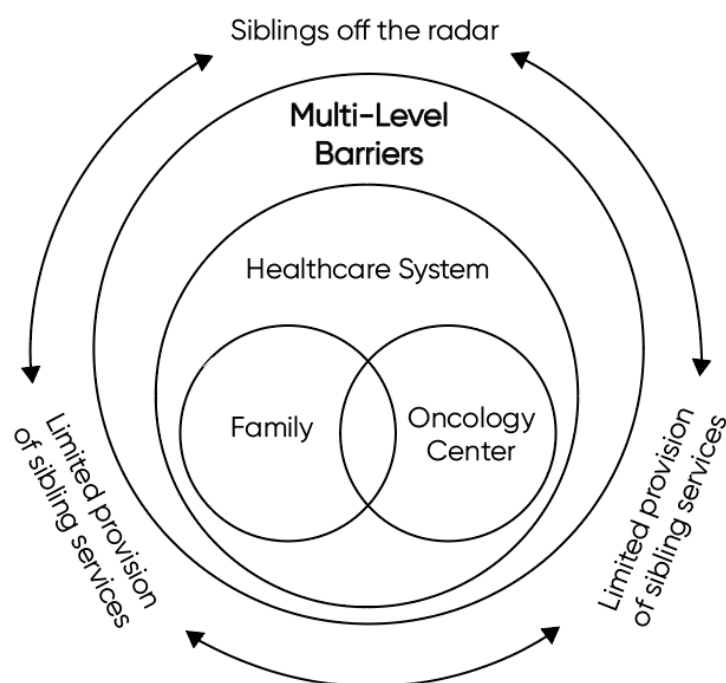 Siblings off the radar
Multi-Level
Barriers
Healthcare System
Family
Oncology
Center
Limited provision
of sibling services
Limited provision
of sibling services